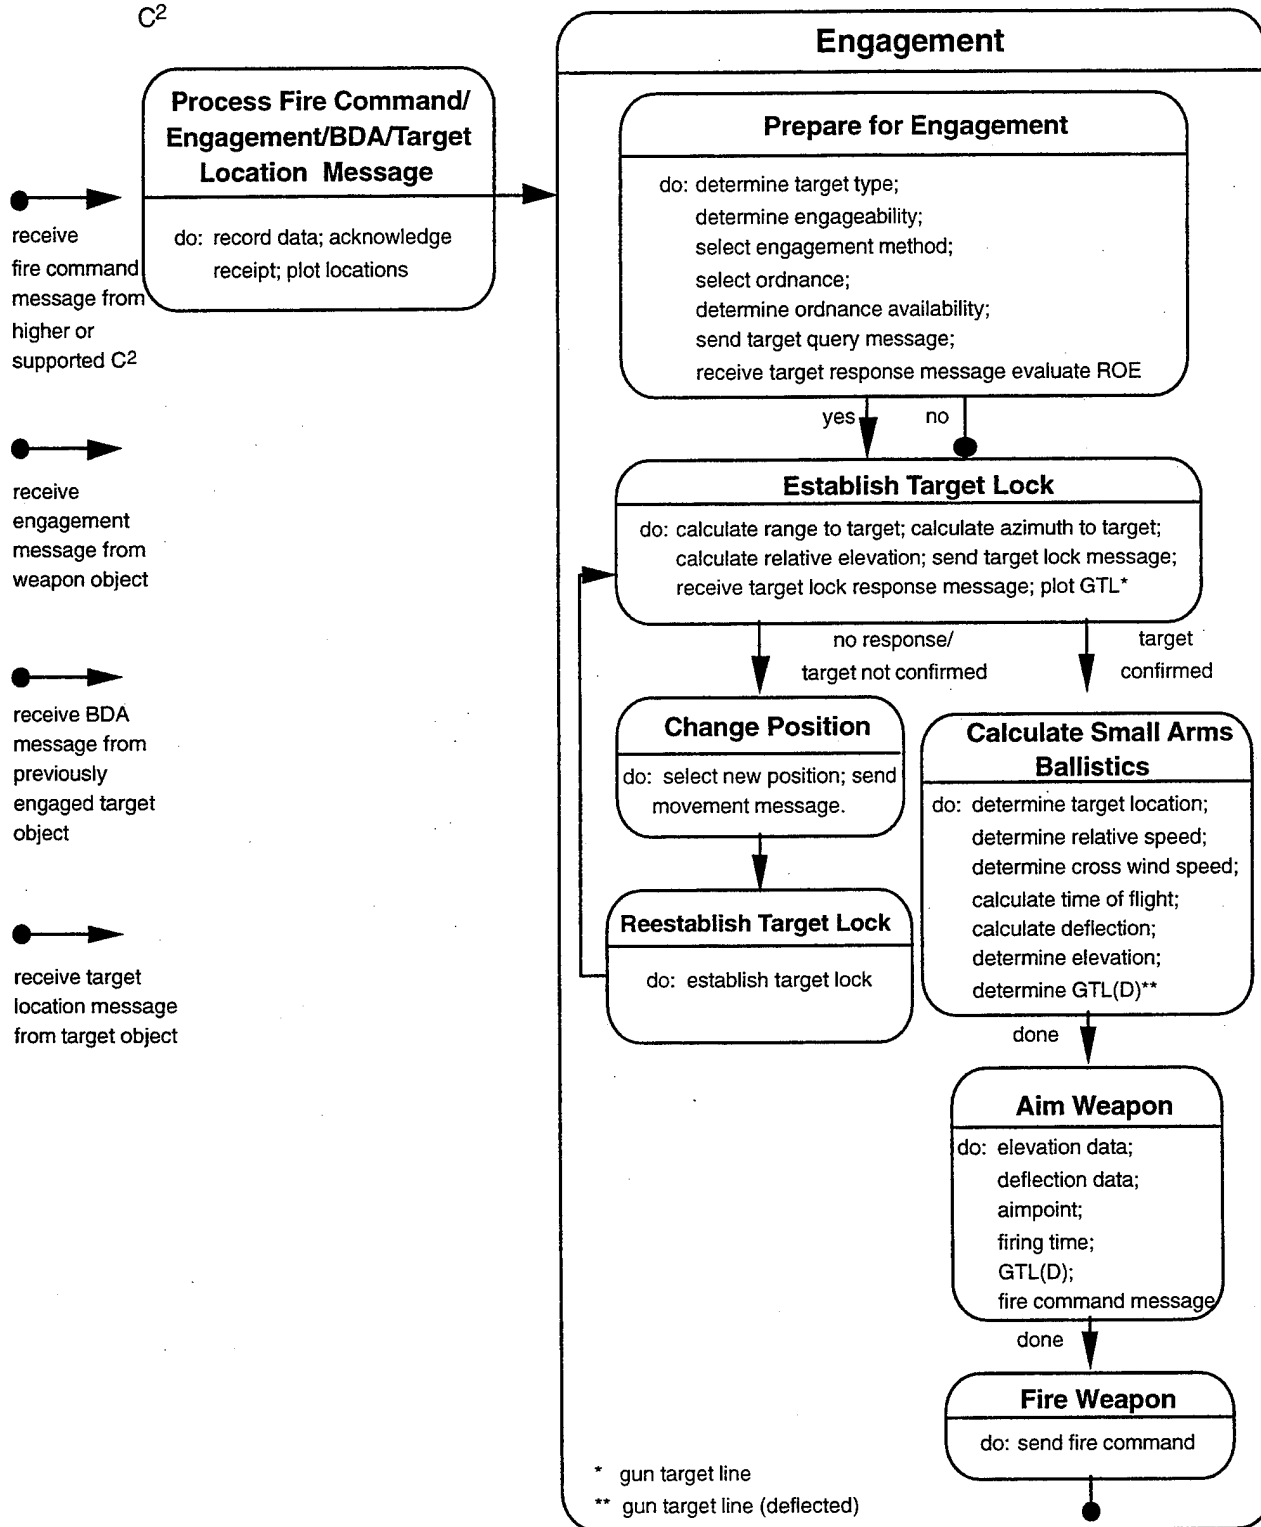 C²
Engagement
Process Fire Command/
Engagement/BDA/Target
Location Message
do: record data; acknowledge
receipt; plot locations
receive
fire command
message from
higher or
supported C²
receive
engagement
message from
weapon object
receive BDA
message from
previously
engaged target
object
receive target
location message
from target object
Prepare for Engagement
do: determine target type;
determine engageability;
select engagement method;
select ordnance;
determine ordnance availability;
send target query message;
receive target response message evaluate ROE
yes
no
Establish Target Lock
do: calculate range to target; calculate azimuth to target;
calculate relative elevation; send target lock message;
receive target lock response message; plot GTL*
no response/
target not confirmed
target
confirmed
Change Position
do: select new position; send
movement message.
Reestablish Target Lock
do: establish target lock
Calculate Small Arms
Ballistics
do: determine target location;
determine relative speed;
determine cross wind speed;
calculate time of flight;
calculate deflection;
determine elevation;
determine GTL(D)**
done
Aim Weapon
do: elevation data;
deflection data;
aimpoint;
firing time;
GTL(D);
fire command message
done
Fire Weapon
do: send fire command
* gun target line
** gun target line (deflected)